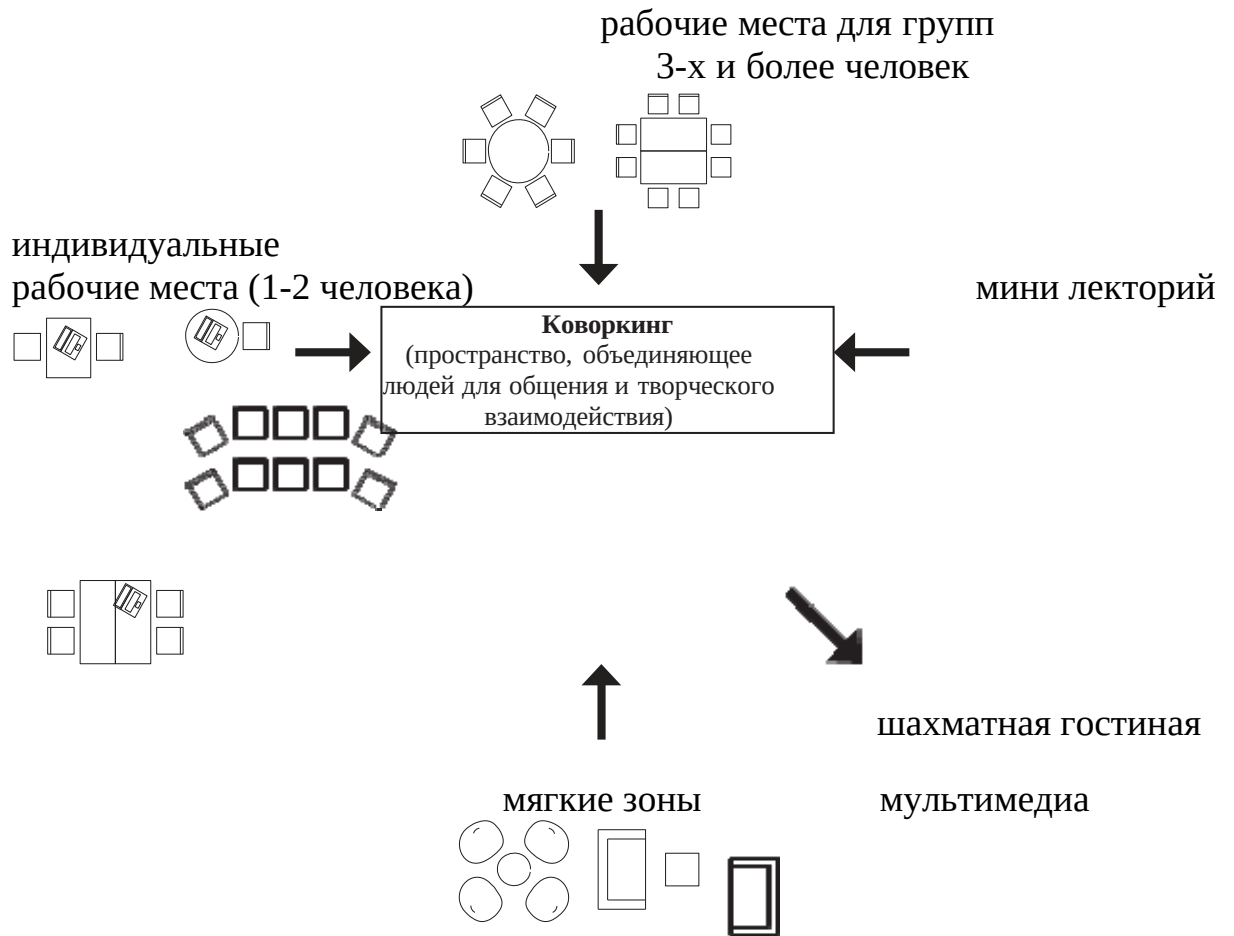 рабочие места для групп
3-х и более человек
индивидуальные
рабочие места (1-2 человека)
мини лекторий
Коворкинг
(пространство, объединяющее
людей для общения и творческого
взаимодействия)
шахматная гостиная
мягкие зоны
мультимедиа